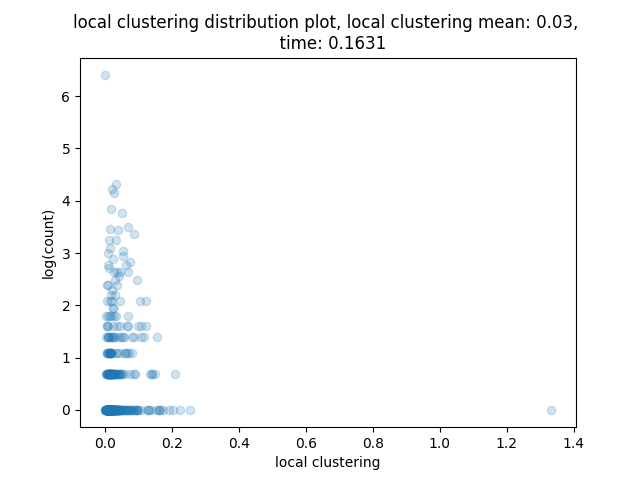 local clustering distribution plot, local clustering mean: 0.03,
time: 0.1631
6
5
4
3
2
1
0
log(count)
0.0 0.2 0.4 0.6 0.8 1.0 1.2 1.4
local clustering